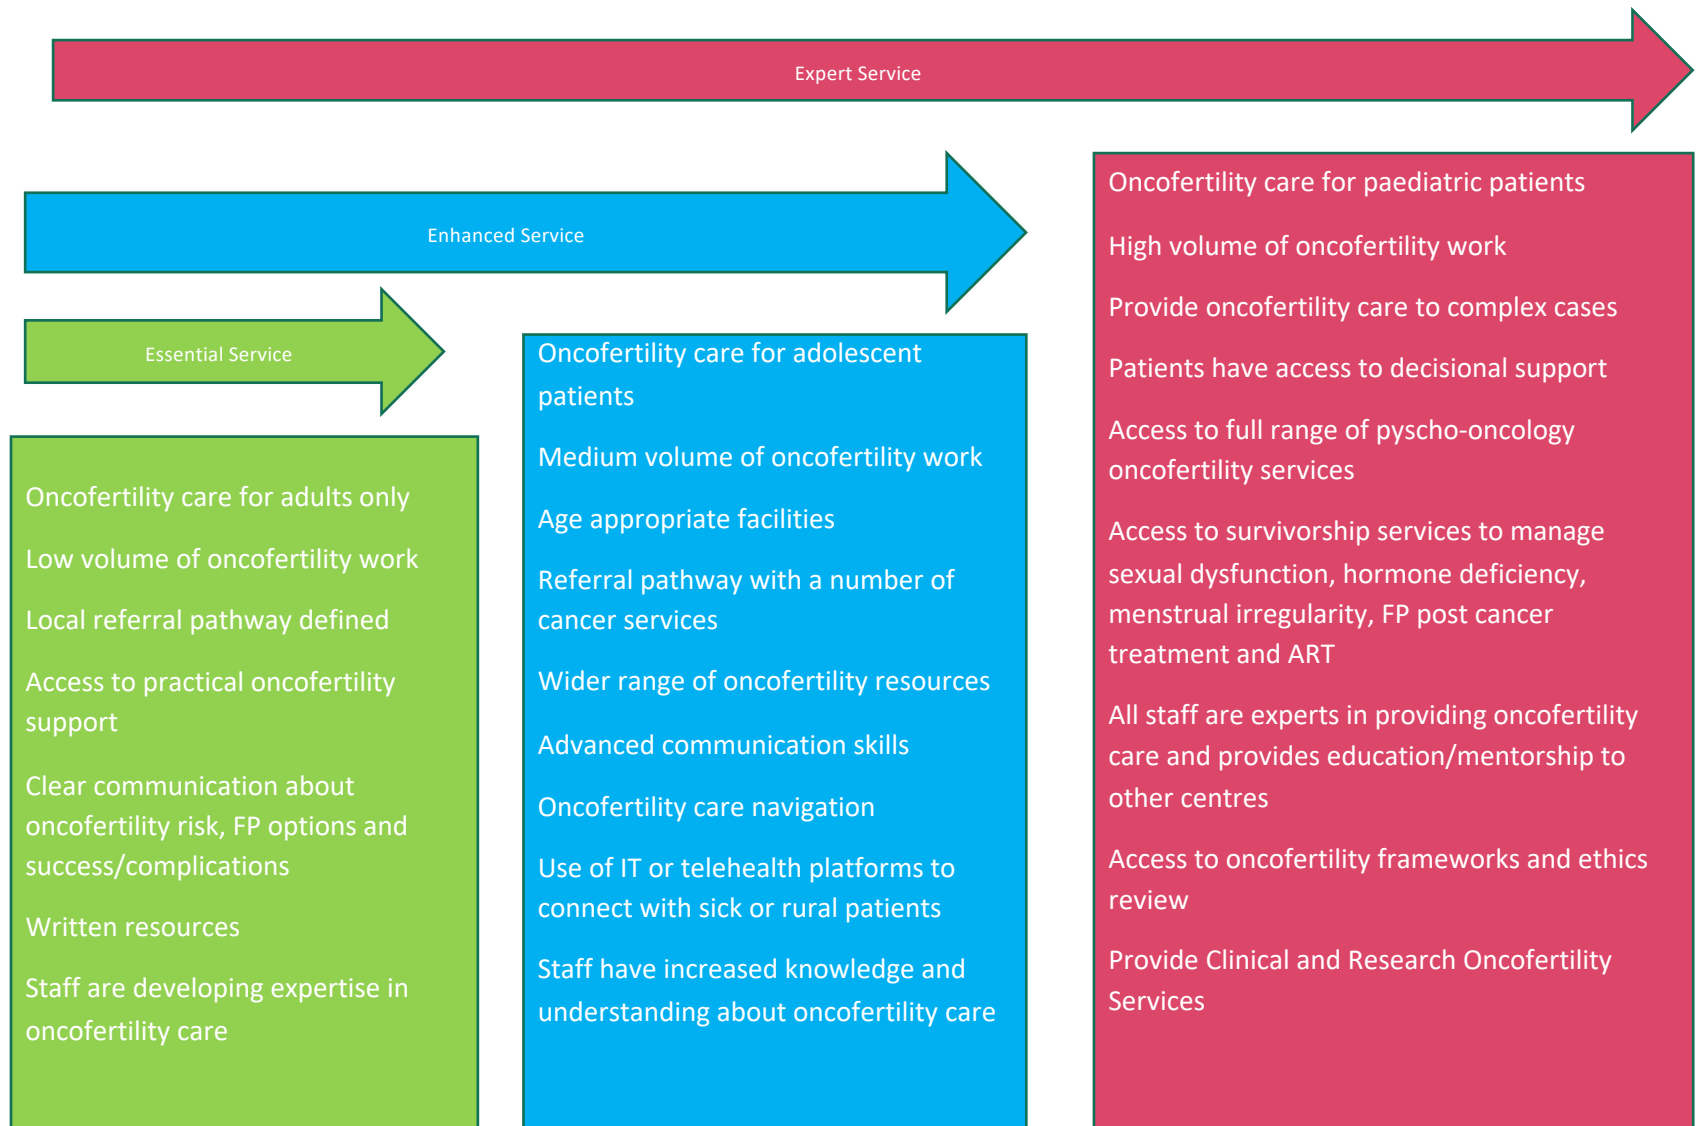 Expert Service
Enhanced Service
Essential Service
Oncofertility care for adults only
Low volume of oncofertility work
Local referral pathway defined
Access to practical oncofertility
support
Clear communication about
oncofertility risk, FP options and
success/complications
Written resources
Staff are developing expertise in
oncofertility care
Oncofertility care for adolescent
patients
Medium volume of oncofertility work
Age appropriate facilities
Referral pathway with a number of
cancer services
Wider range of oncofertility resources
Advanced communication skills
Oncofertility care navigation
Use of IT or telehealth platforms to
connect with sick or rural patients
Staff have increased knowledge and
understanding about oncofertility care
Oncofertility care for paediatric patients
High volume of oncofertility work
Provide oncofertility care to complex cases
Patients have access to decisional support
Access to full range of pyscho-oncology
oncofertility services
Access to survivorship services to manage
sexual dysfunction, hormone deficiency,
menstrual irregularity, FP post cancer
treatment and ART
All staff are experts in providing oncofertility
care and provides education/mentorship to
other centres
Access to oncofertility frameworks and ethics
review
Provide Clinical and Research Oncofertility
Services